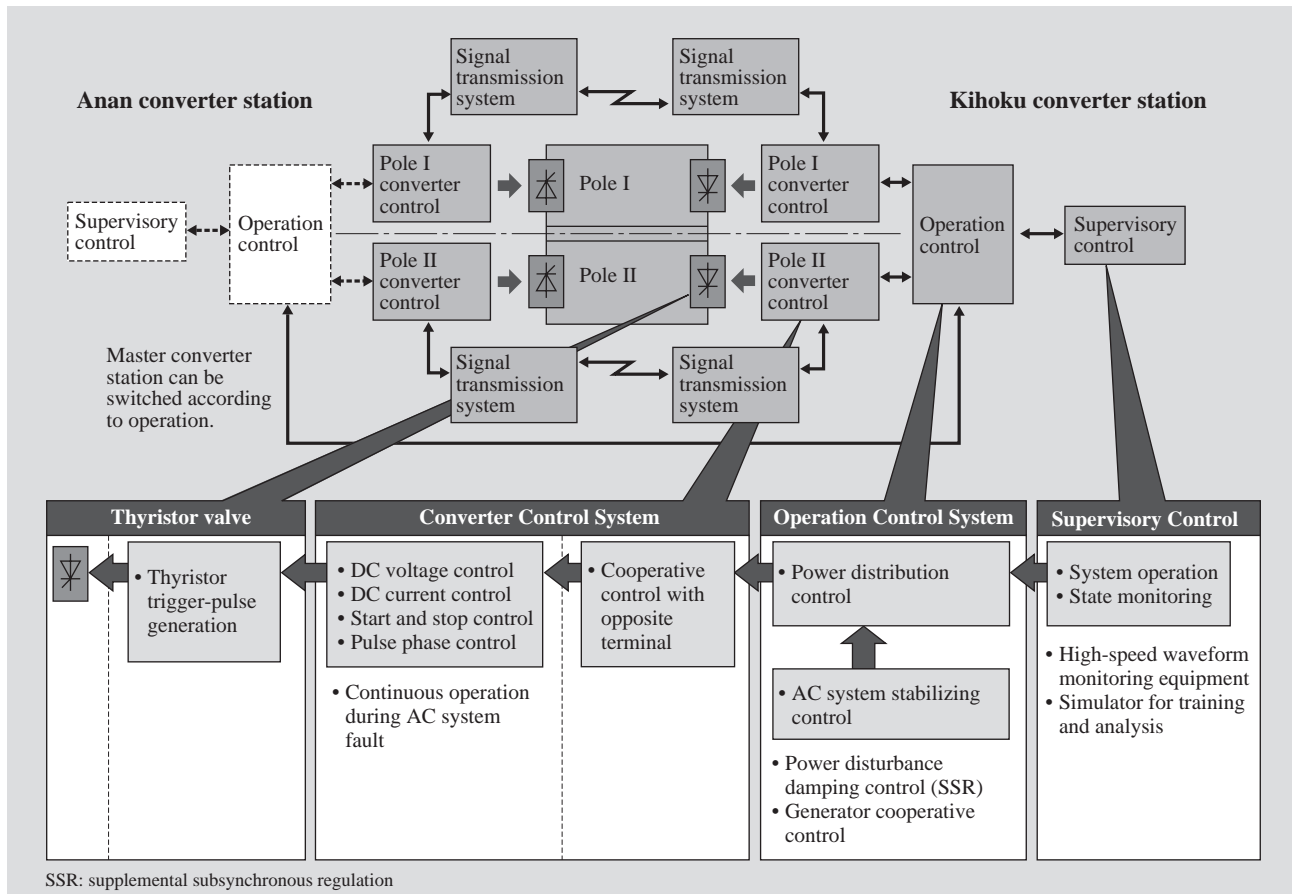 Signal
transmission
system
Signal
transmission
system
Anan converter station
Kihoku converter station
Pole I
converter
control
Pole I
Pole I
converter
control
Supervisory
control
Operation
control
Operation
control
Supervisory
control
Pole II
converter
control
Pole II
Pole II
converter
control
Master converter
station can be
switched according
to operation.
Signal
transmission
system
Signal
transmission
system
Thyristor valve
• Thyristor
trigger-pulse
generation
Converter Control System
• DC voltage control
• DC current control
• Start and stop control
• Pulse phase control
• Continuous operation
during AC system
fault
• Cooperative
control with
opposite
terminal
Operation Control System
• Power distribution
control
• AC system stabilizing
control
• Power disturbance
damping control (SSR)
• Generator cooperative
control
Supervisory Control
• System operation
• State monitoring
• High-speed waveform
monitoring equipment
• Simulator for training
and analysis
SSR: supplemental subsynchronous regulation